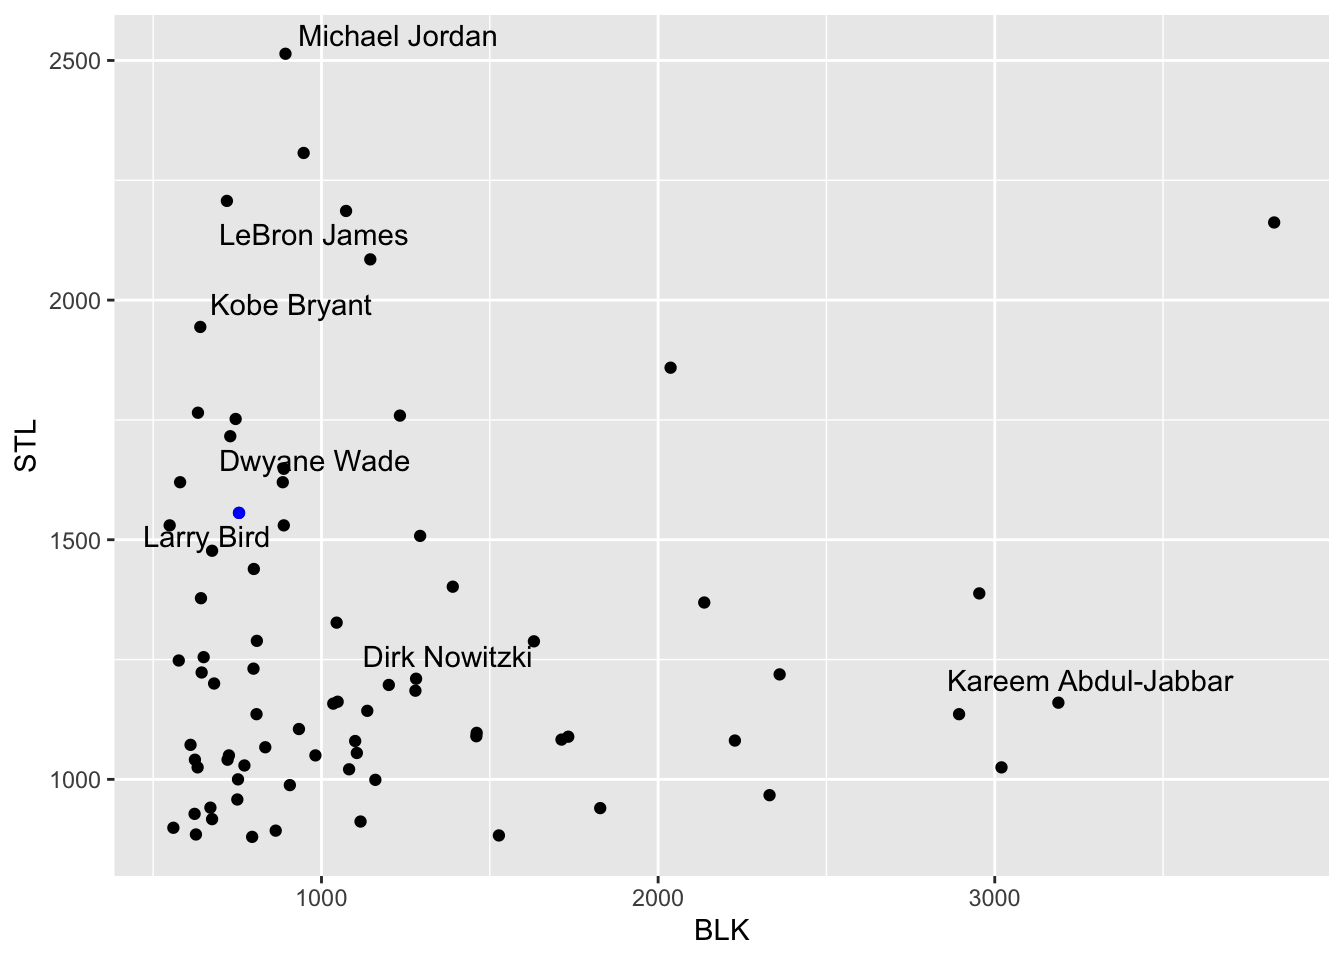 Michael Jordan
2500
LeBron James
2000
Kobe Bryant
STL
Dwyane Wade
1500
Larry Bird
Dirk Nowitzki
Kareem Abdul-Jabbar
1000
1000 2000 3000
BLK